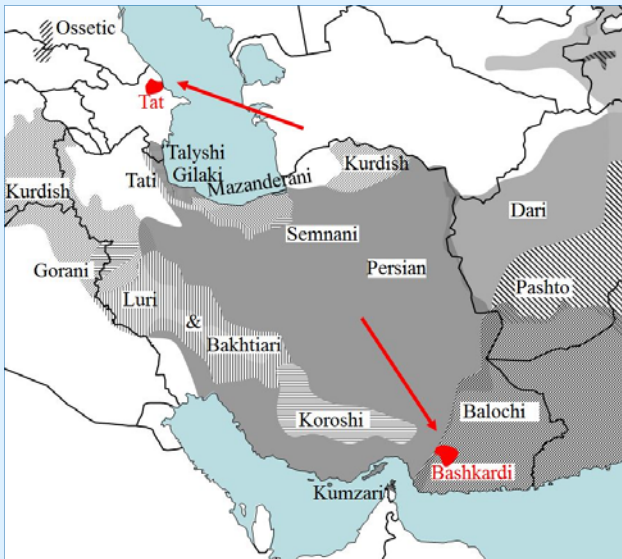 Ossetic
Tat
Talyshi
Gilaki
Mazanderani
Kurdish
Tati
Kurdish
Dari
Semnani
Gorani
Persian
Pashto
Luri
&
Bakhtiari
Koroshi
Balochi
Bashkardi
Kumzari